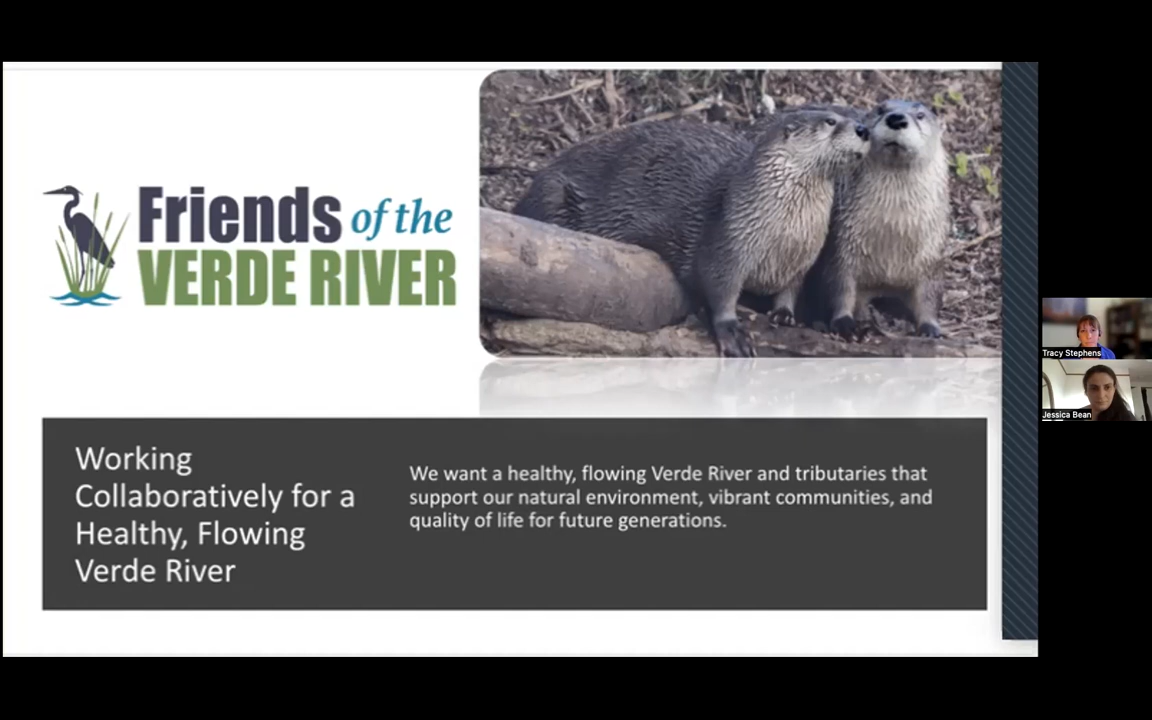 Friends of the
VERDE RIVER
Working
Collaboratively for a
Healthy, Flowing
Verde River
We want a healthy, flowing Verde River and tributaries that
support our natural environment, vibrant communities, and
quality of life for future generations.
Tracy Stephens
Jessica Bean